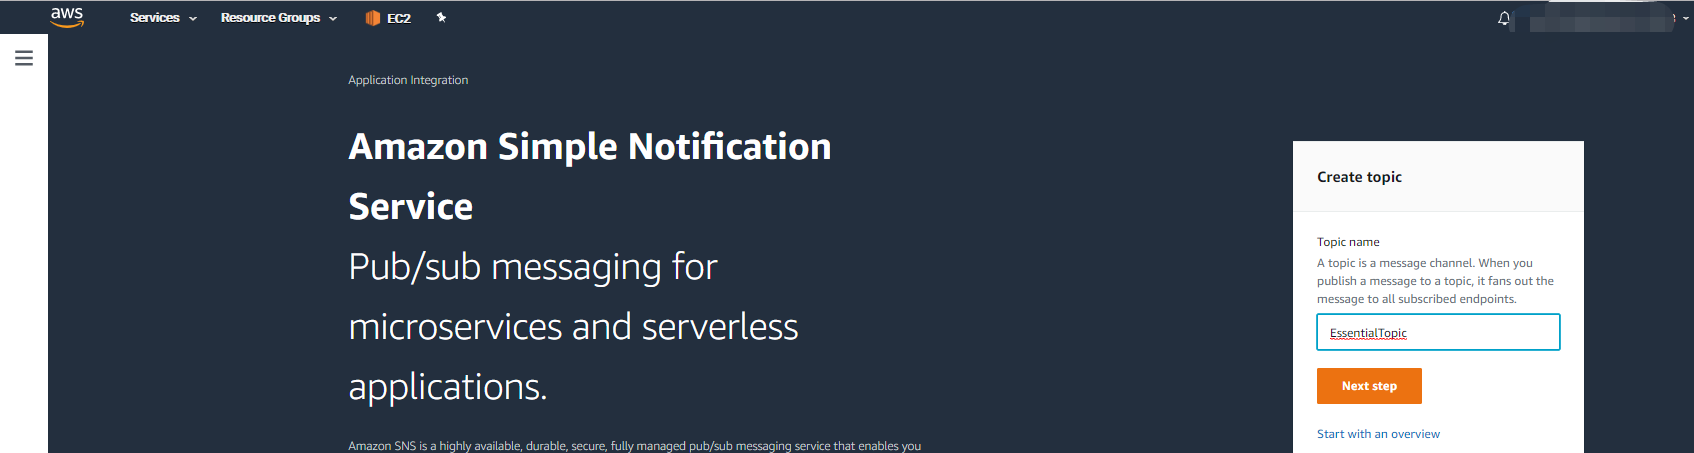 aws Services Resource Groups EC2
Application Integration
Amazon Simple Notification
Service
Pub/sub messaging for
microservices and serverless
applications.
Amazon SNS is a highly available, durable, secure, fully managed pub/sub messaging service that enables you
Create topic
Topic name
A topic is a message channel. When you
publish a message to a topic, it fans out the
message to all subscribed endpoints.
EssentialTopic
Next step
Start with an overview